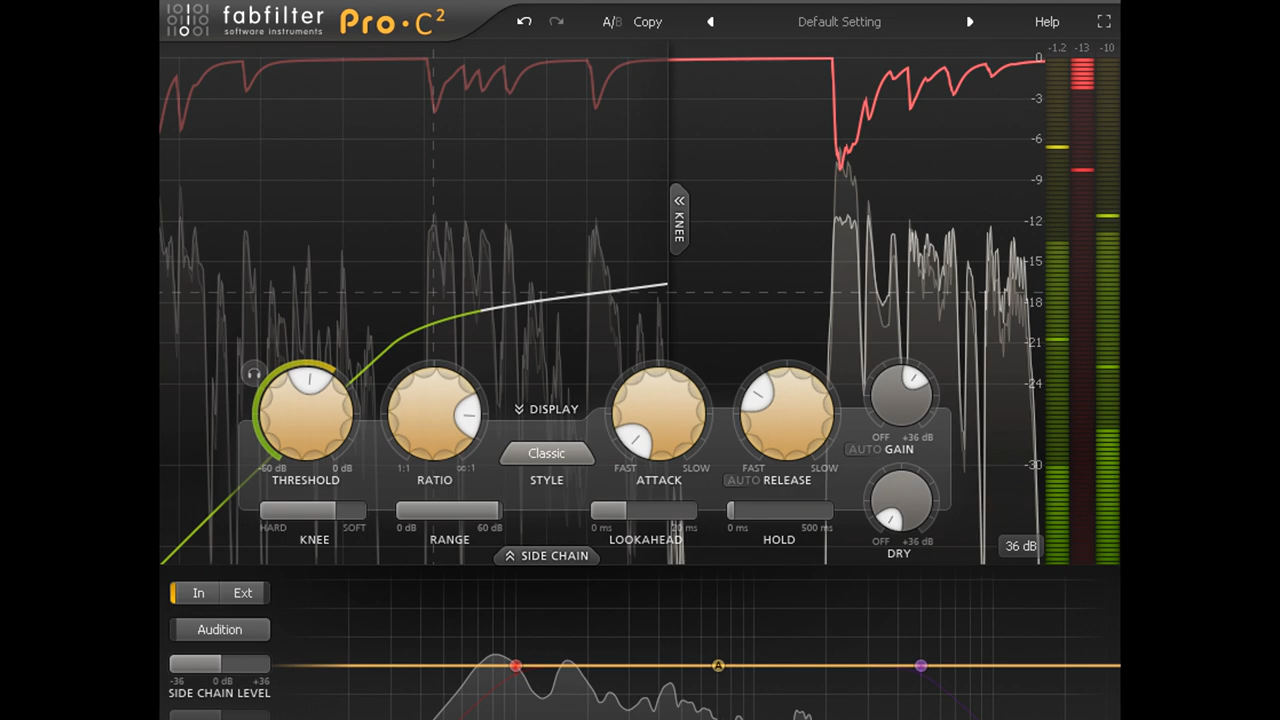 fabfilter Pro·C²
software instruments
A/B Copy Default Setting Help
-1.2 -13 -10
0
-3
-6
-9
-12
-15
-18
-21
-24
-30
KNEE
DISPLAY
Classic
STYLE
-60 dB 0 dB
THRESHOLD
1:1 ∞:1
RATIO
FAST SLOW
ATTACK
FAST SLOW
AUTO RELEASE
OFF +36 dB
AUTO GAIN
HARD SOFT
KNEE
0 dB 60 dB
RANGE
0 ms 20 ms
LOOKAHEAD
0 ms 500 ms
HOLD
OFF +36 dB
DRY
SIDE CHAIN
36 dB
In Ext
Audition
-36 0 dB +36
SIDE CHAIN LEVEL
A